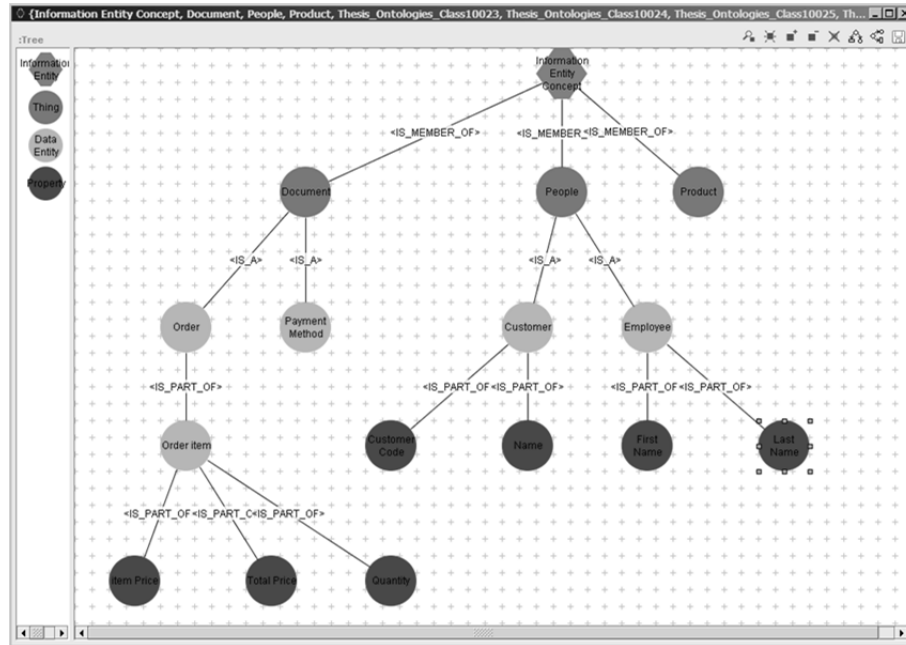 {Information Entity Concept, Document, People, Product, Thesis_Ontologies_Class10023, Thesis_Ontologies_Class10024, Thesis_Ontologies_Class10025, Th...
:Tree
Information
Entity
Thing
Data
Entity
Property
Information
Entity
Concept
<IS_MEMBER_OF>
<IS_MEMBER_
<IS_MEMBER_OF>
Document
People
Product
<IS_A>
<IS_A>
<IS_A>
<IS_A>
Order
Payment
Method
Customer
Employee
<IS_PART_OF>
<IS_PART_OF
<IS_PART_OF>
<IS_PART_OF
<IS_PART_OF>
Order item
Customer
Code
Name
First
Name
Last
Name
<IS_PART_OF
<IS_PART_O
<IS_PART_OF>
Item Price
Total Price
Quantity